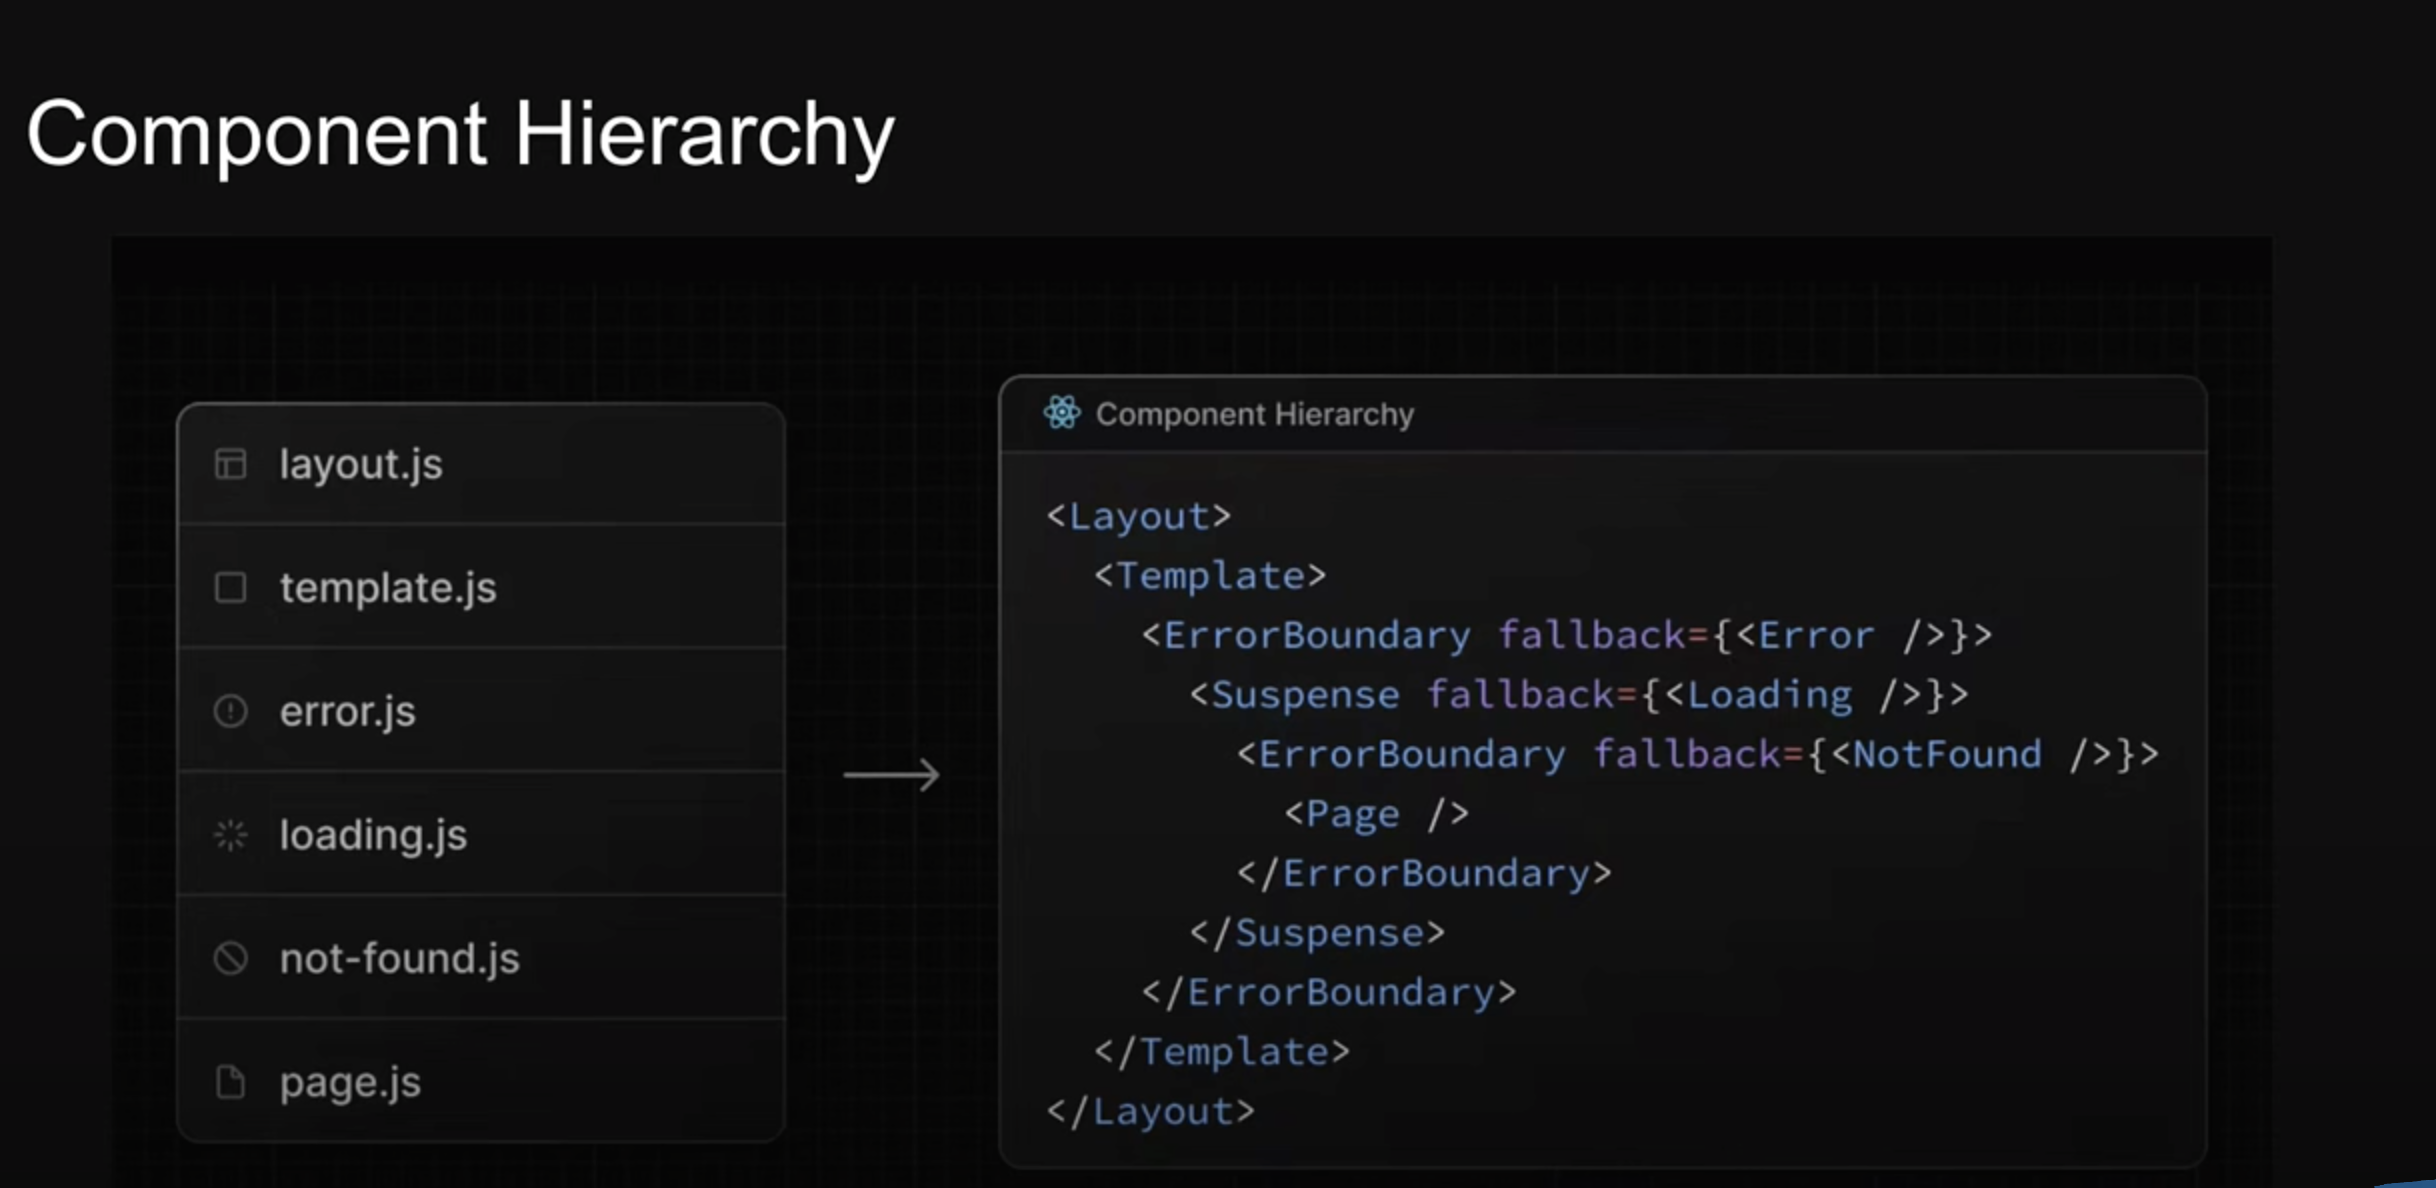 Component Hierarchy
layout.js
template.js
error.js
loading.js
not-found.js
page.js
Component Hierarchy
<Layout>
<Template>
<ErrorBoundary fallback={<Error />}>
<Suspense fallback={<Loading />}>
<ErrorBoundary fallback={<NotFound />}>
<Page />
</ErrorBoundary>
</Suspense>
</ErrorBoundary>
</Template>
</Layout>